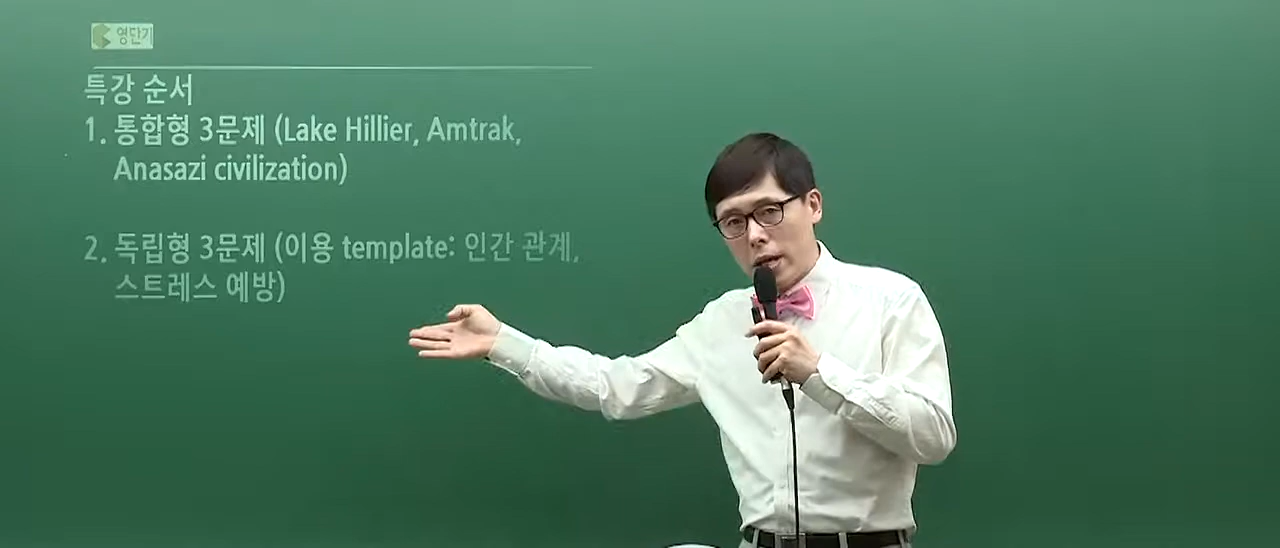 영단기
특강 순서
1. 통합형 3문제 (Lake Hillier, Amtrak,
Anasazi civilization)
2. 독립형 3문제 (이용 template: 인간 관계,
스트레스 예방)